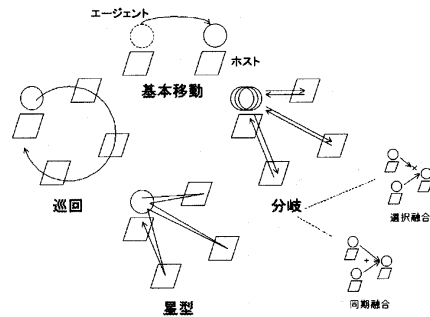 エージェント
ホスト
基本移動
巡回
分岐
選択融合
星型
同期融合